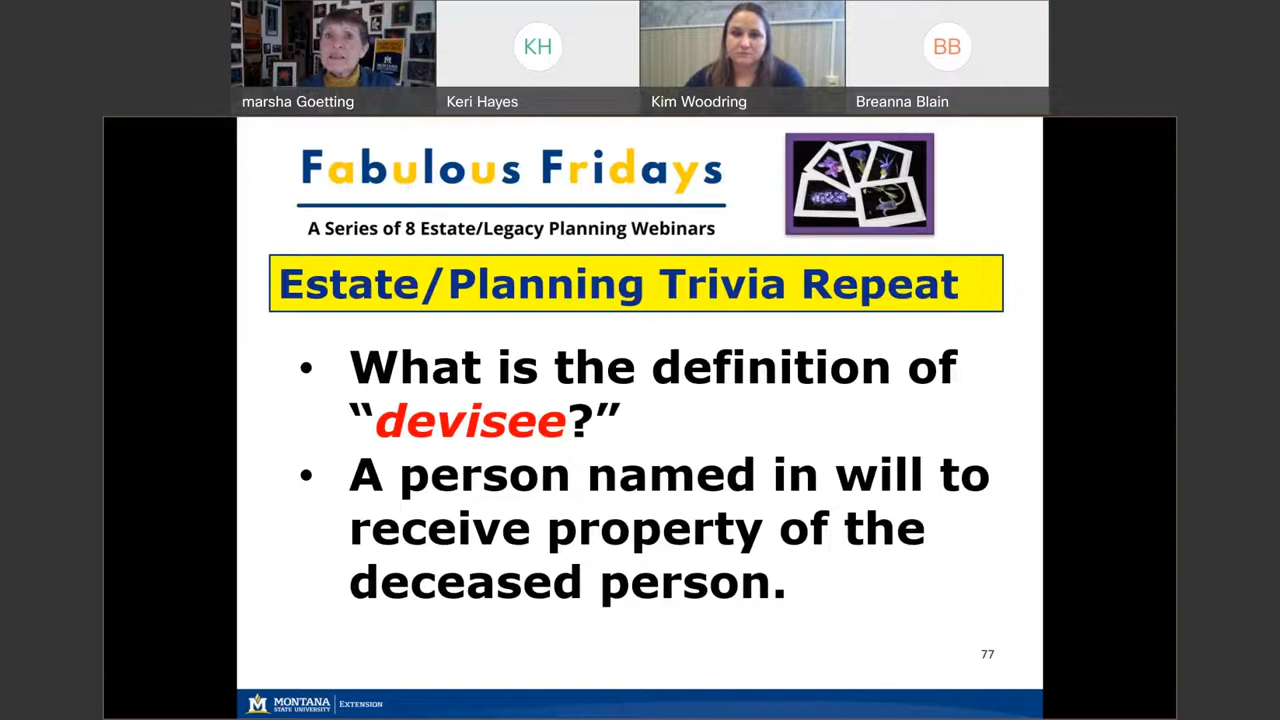 KH
BB
marsha Goetting
Keri Hayes
Kim Woodring
Breanna Blain
Fabulous Fridays
A Series of 8 Estate/Legacy Planning Webinars
Estate/Planning Trivia Repeat
• What is the definition of
“devisee?”
• A person named in will to
receive property of the
deceased person.
77
M MONTANA
STATE UNIVERSITY
EXTENSION